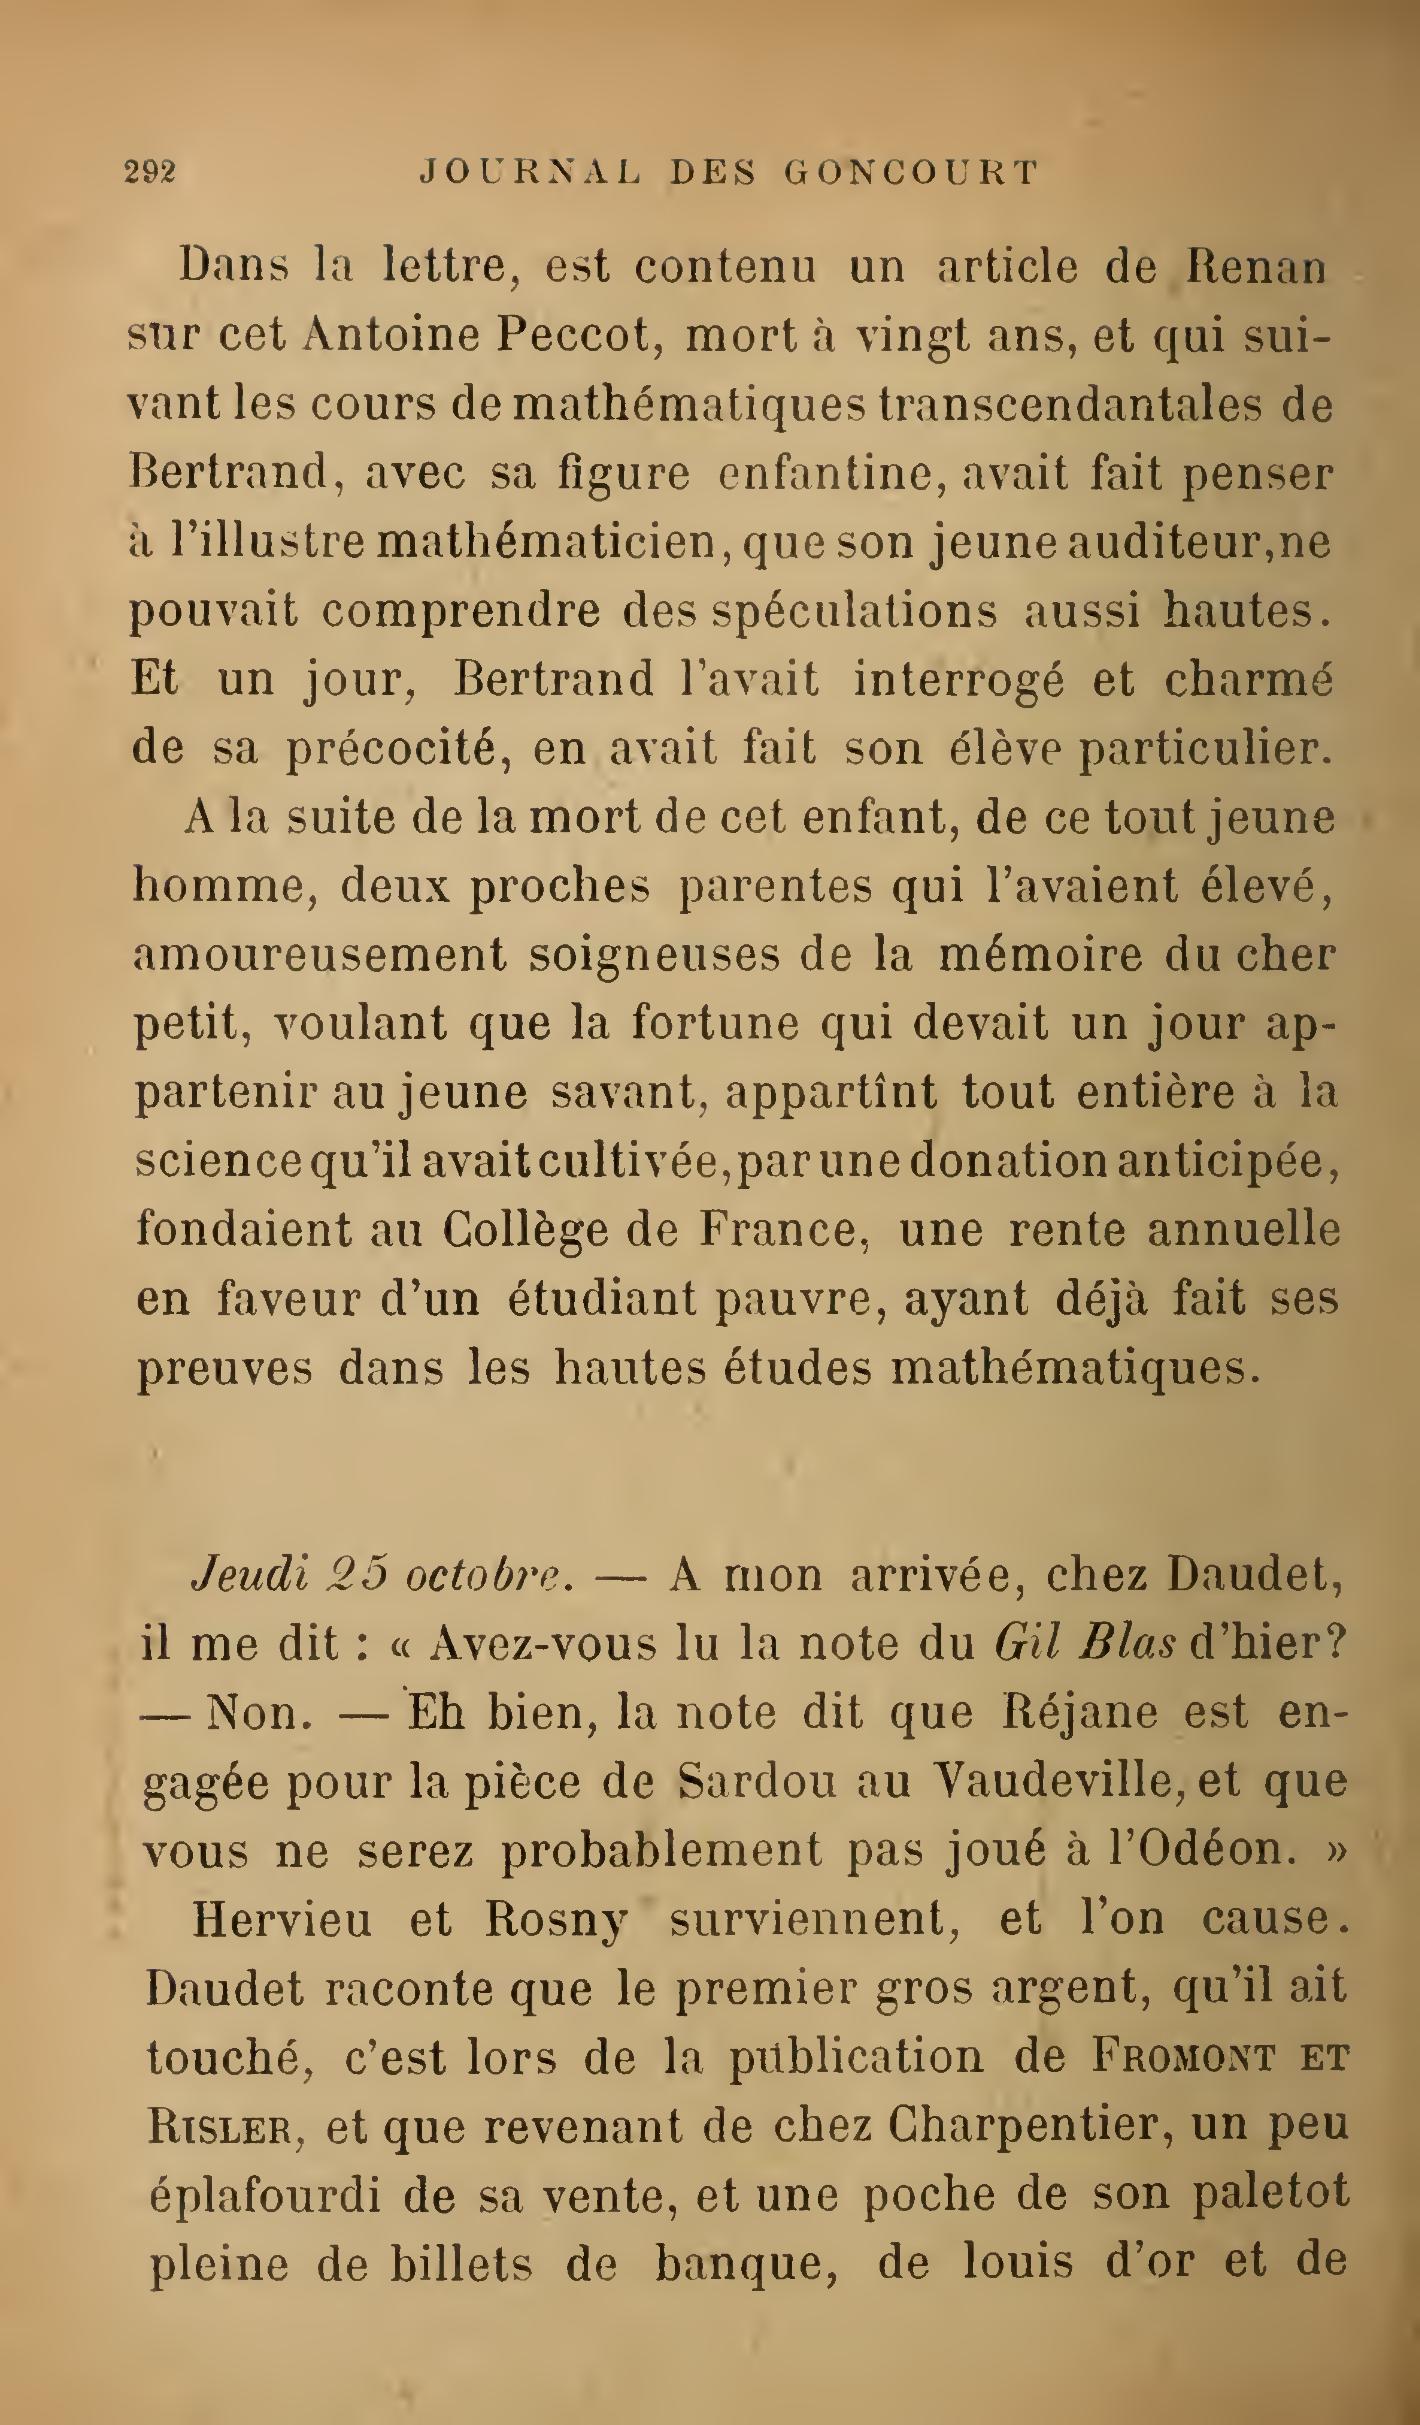 292 JOURNAL DES GONCOURT
Dans la lettre, est contenu un article de Renan
sur cet Antoine Peccot, mort à vingt ans, et qui sui-
vant les cours de mathématiques transcendantales de
Bertrand, avec sa figure enfantine, avait fait penser
à l'illustre mathématicien, que son jeune auditeur, ne
pouvait comprendre des spéculations aussi hautes.
Et un jour, Bertrand l'avait interrogé et charmé
de sa précocité, en avait fait son élève particulier.
A la suite de la mort de cet enfant, de ce tout jeune
homme, deux proches parentes qui l'avaient élevé,
amoureusement soigneuses de la mémoire du cher
petit, voulant que la fortune qui devait un jour ap-
partenir au jeune savant, appartînt tout entière à la
science qu'il avait cultivée, par une donation anticipée,
fondaient au Collège de France, une rente annuelle
en faveur d'un étudiant pauvre, ayant déjà fait ses
preuves dans les hautes études mathématiques.
Jeudi 25 octobre. — A mon arrivée, chez Daudet,
il me dit : « Avez-vous lu la note du Gil Blas d'hier?
— Non. — Eh bien, la note dit que Réjane est en-
gagée pour la pièce de Sardou au Vaudeville, et que
vous ne serez probablement pas joué à l'Odéon. »
Hervieu et Rosny surviennent, et l'on cause.
Daudet raconte que le premier gros argent, qu'il ait
touché, c'est lors de la publication de FROMONT ET
RISLER, et que revenant de chez Charpentier, un peu
éplafourdi de sa vente, et une poche de son paletot
pleine de billets de banque, de louis d'or et de